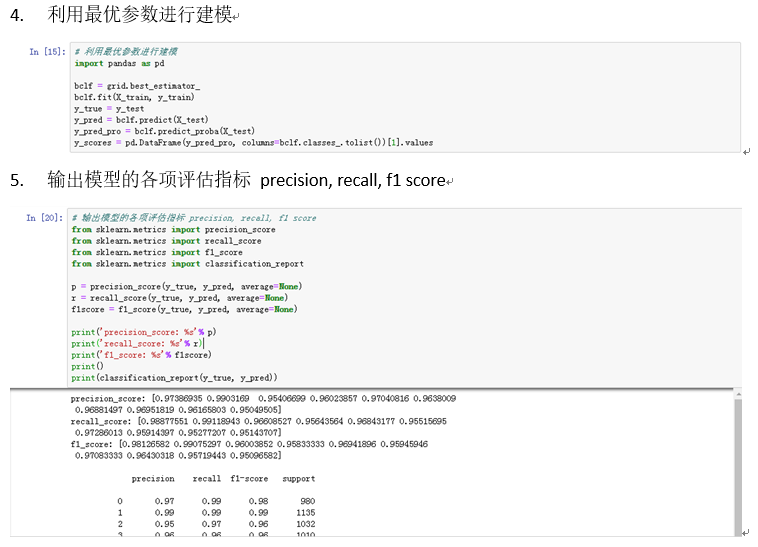 4. 利用最优参数进行建模
In [15]: # 利用最优参数进行建模
import pandas as pd
bclf = grid.best_estimator_
bclf.fit(X_train, y_train)
y_true = y_test
y_pred = bclf.predict(X_test)
y_pred_pro = bclf.predict_proba(X_test)
y_scores = pd.DataFrame(y_pred_pro, columns=bclf.classes_.tolist())[1].values
5. 输出模型的各项评估指标 precision, recall, f1 score
In [20]: # 输出模型的各项评估指标 precision, recall, f1 score
from sklearn.metrics import precision_score
from sklearn.metrics import recall_score
from sklearn.metrics import f1_score
from sklearn.metrics import classification_report
p = precision_score(y_true, y_pred, average=None)
r = recall_score(y_true, y_pred, average=None)
f1score = f1_score(y_true, y_pred, average=None)
print('precision_score: %s'% p)
print('recall_score: %s'% r)
print('f1_score: %s'% f1score)
print()
print(classification_report(y_true, y_pred))
precision_score: [0.97386935 0.9903169 0.95406699 0.96023857 0.97040816 0.9638009
0.96881497 0.96951819 0.96165803 0.95049505]
recall_score: [0.98877551 0.99118943 0.96608527 0.95643564 0.96843177 0.95515695
0.97286013 0.95914397 0.95277207 0.95143707]
f1_score: [0.98126582 0.99075297 0.96003852 0.95833333 0.96941896 0.95945946
0.97083333 0.96430318 0.95719443 0.95096582]
precision recall f1-score support
0 0.97 0.99 0.98 980
1 0.99 0.99 0.99 1135
2 0.95 0.97 0.96 1032
3 0.96 0.96 0.96 1010